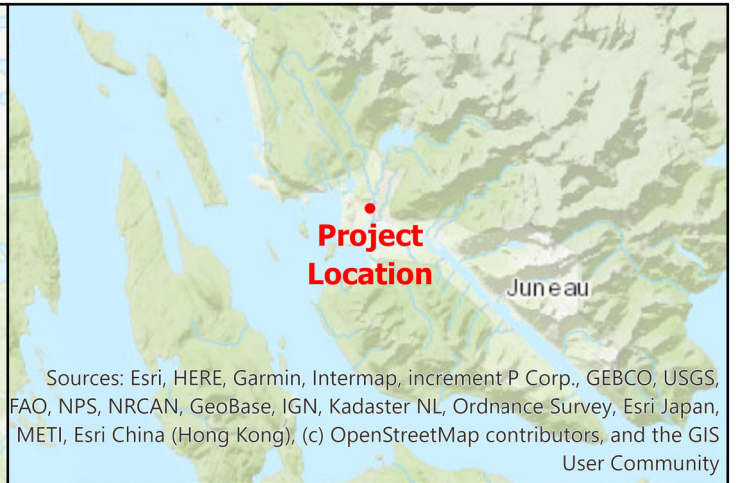 Project
Location
Juneau
Sources: Esri, HERE, Garmin, Intermap, increment P Corp., GEBCO, USGS,
FAO, NPS, NRCAN, GeoBase, IGN, Kadaster NL, Ordnance Survey, Esri Japan,
METI, Esri China (Hong Kong), (c) OpenStreetMap contributors, and the GIS
User Community